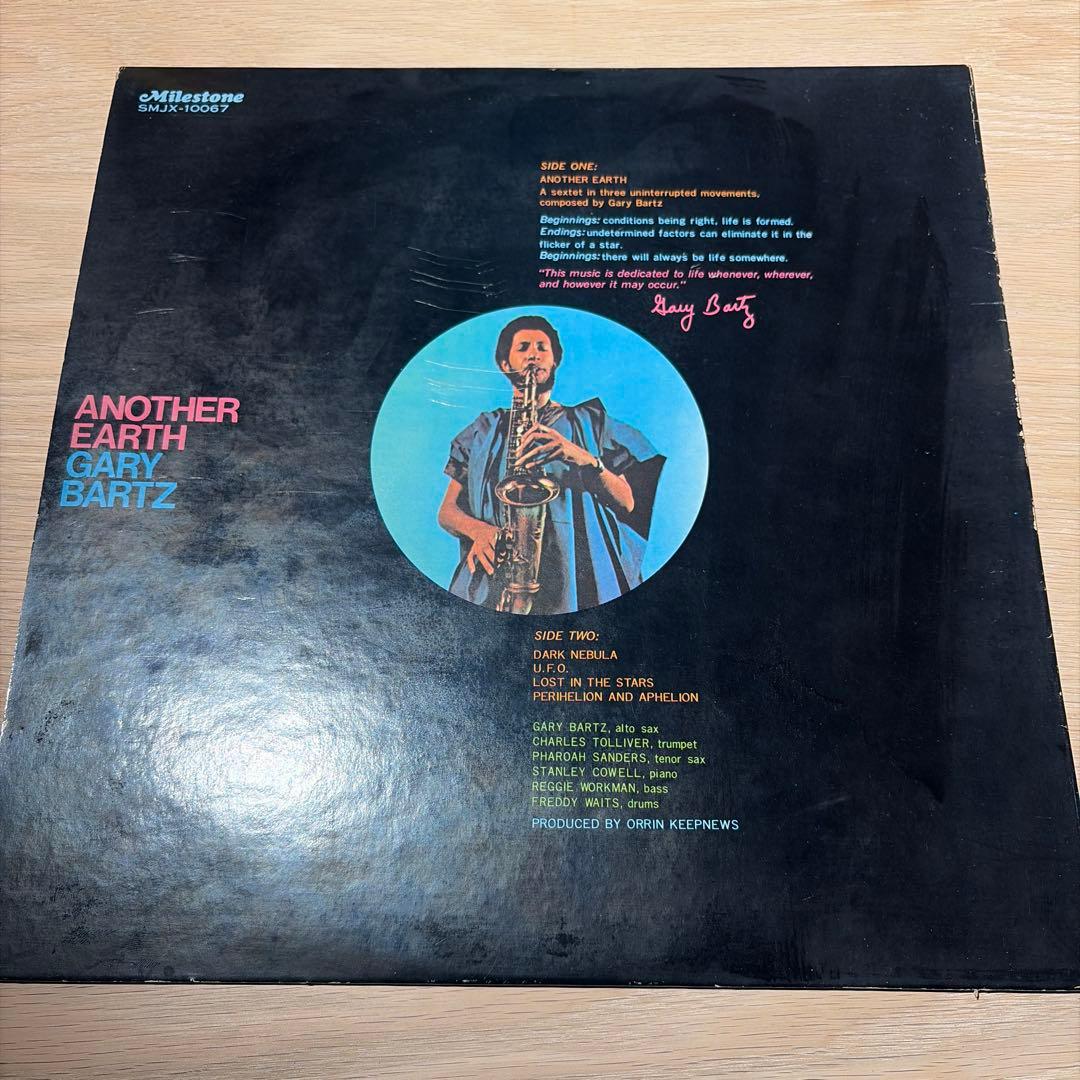 Milestone
SMJX-10067
SIDE ONE:
ANOTHER EARTH
A sextet in three uninterrupted movements,
composed by Gary Bartz
Beginnings: conditions being right, life is formed.
Endings: undetermined factors can eliminate it in the
flicker of a star.
Beginnings: there will always be life somewhere.
"This music is dedicated to life whenever, wherever,
and however it may occur."
Gary Bartz
ANOTHER
EARTH
GARY
BARTZ
SIDE TWO:
DARK NEBULA
U.F.O.
LOST IN THE STARS
PERIHELION AND APHELION
GARY BARTZ, alto sax
CHARLES TOLLIVER, trumpet
PHAROAH SANDERS, tenor sax
STANLEY COWELL, piano
REGGIE WORKMAN, bass
FREDDY WAITS, drums
PRODUCED BY ORRIN KEEPNEWS